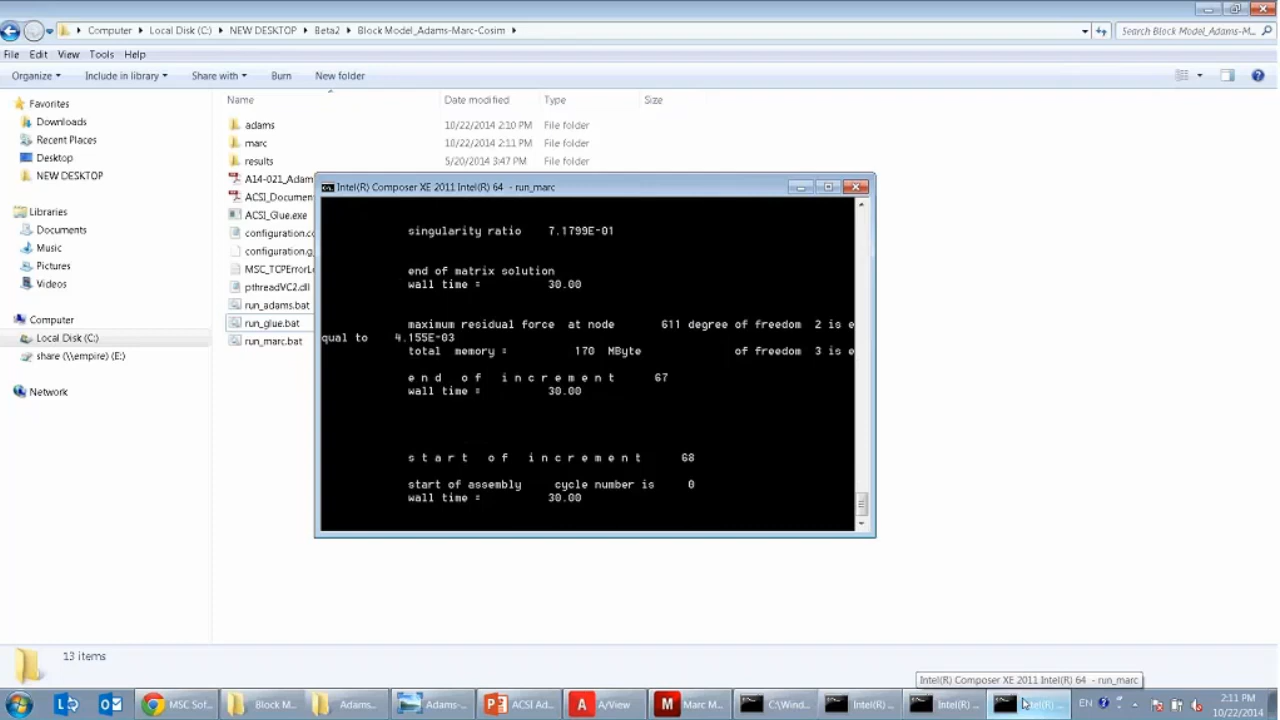 Computer Local Disk (C:) NEW DESKTOP Beta2 Block Model_Adams-Marc-Cosim
Search Block Model_Adams-M...
File Edit View Tools Help
Organize Include in library Share with Burn New folder
Favorites
Downloads
Recent Places
Desktop
NEW DESKTOP
Libraries
Documents
Music
Pictures
Videos
Computer
Local Disk (C:)
share (\\empire) (E:)
Network
Name Date modified Type Size
adams 10/22/2014 2:10 PM File folder
marc 10/22/2014 2:11 PM File folder
results 5/20/2014 3:47 PM File folder
A14-021_Adam
ACSI_Documen
ACSI_Glue.exe
configuration.co
configuration.g
MSC_TCPErrorL
pthreadVC2.dll
run_adams.bat
run_glue.bat
run_marc.bat
Intel(R) Composer XE 2011 Intel(R) 64 - run_marc
singularity ratio 7.1799E-01
end of matrix solution
wall time = 30.00
maximum residual force at node 611 degree of freedom 2 is e
qual to 4.155E-03
total memory = 170 MByte of freedom 3 is e
e n d o f i n c r e m e n t 67
wall time = 30.00
s t a r t o f i n c r e m e n t 68
start of assembly cycle number is 0
wall time = 30.00
13 items
Intel(R) Composer XE 2011 Intel(R) 64 - run_marc
MSC Sof... Block M... Adams... Adams-... ACSI Ad... A/View Marc M... C:\Wind... Intel(R) ... Intel(R) ... Intel(R) ...
EN
2:11 PM
10/22/2014